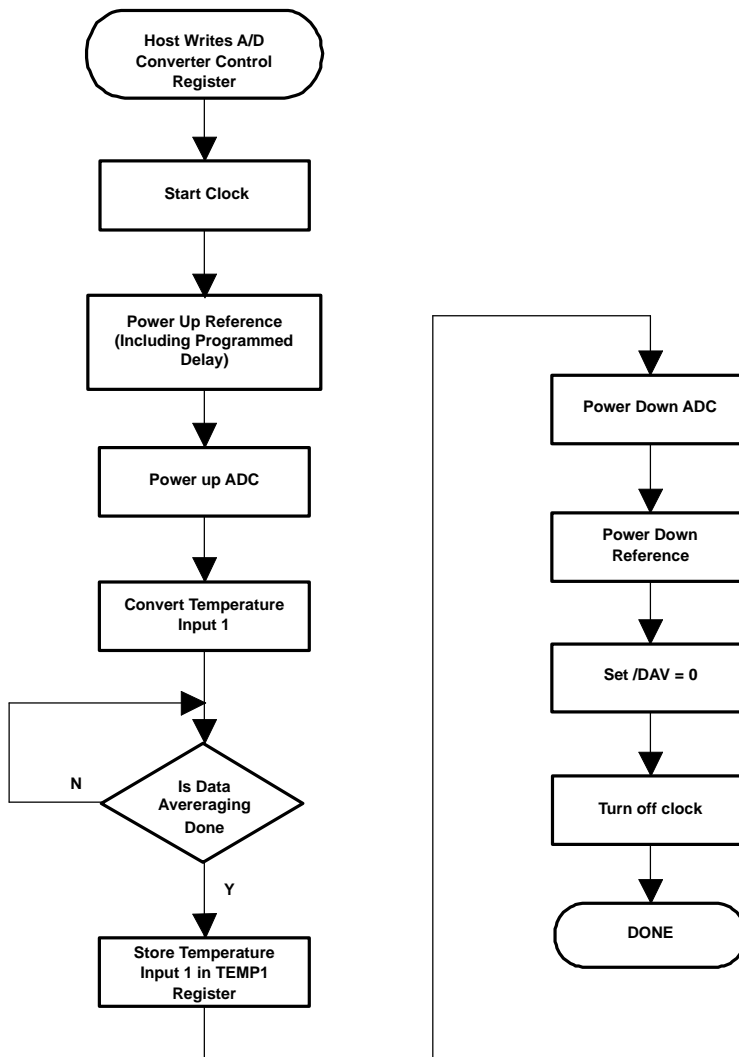 Host Writes A/D
Converter Control
Register
Start Clock
Power Up Reference
(Including Programmed
Delay)
Power up ADC
Convert Temperature
Input 1
N
Is Data
Avereraging
Done
Y
Store Temperature
Input 1 in TEMP1
Register
Power Down ADC
Power Down
Reference
Set /DAV = 0
Turn off clock
DONE